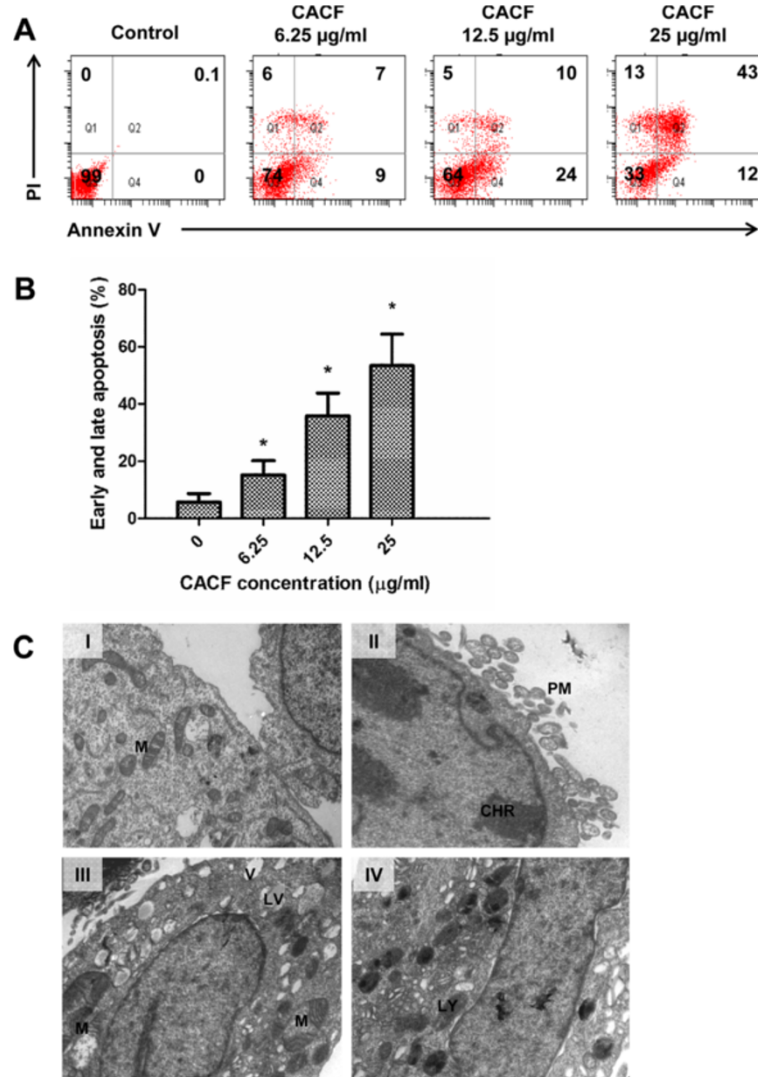 A
Control
CACF
6.25 µg/ml
CACF
12.5 µg/ml
CACF
25 µg/ml
0 0.1
Q1 Q2
99 0
Q4
6 7
Q1 Q2
74 9
Q4
5 10
Q1 Q2
64 24
Q4
13 43
33 12
Q4
PI
Annexin V
B
Early and late apoptosis (%)
80
60
40
20
0
*
*
*
0 6.25 12.5 25
CACF concentration (µg/ml)
C
I
M
II
PM
CHR
III
V
LV
M
M
IV
LY